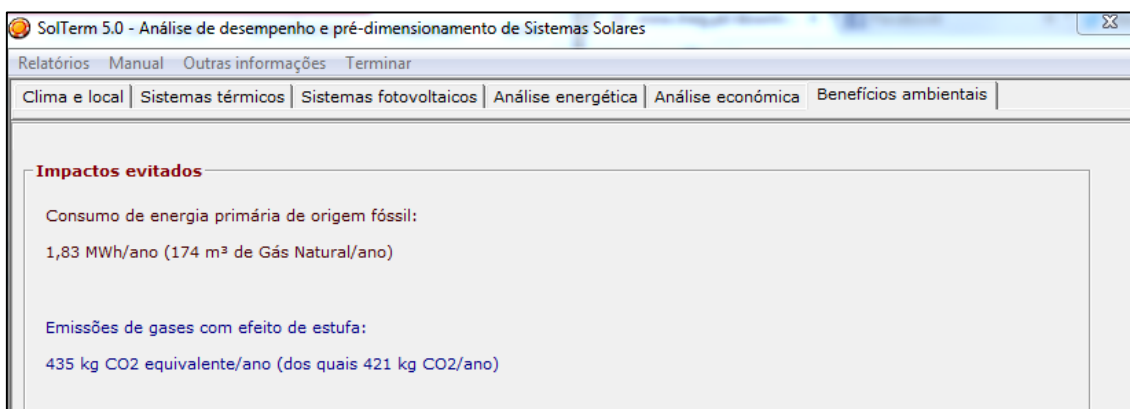 SolTerm 5.0 - Análise de desempenho e pré-dimensionamento de Sistemas Solares
Relatórios Manual Outras informações Terminar
Clima e local Sistemas térmicos Sistemas fotovoltaicos Análise energética Análise económica Benefícios ambientais
Impactos evitados
Consumo de energia primária de origem fóssil:
1,83 MWh/ano (174 m³ de Gás Natural/ano)
Emissões de gases com efeito de estufa:
435 kg CO2 equivalente/ano (dos quais 421 kg CO2/ano)